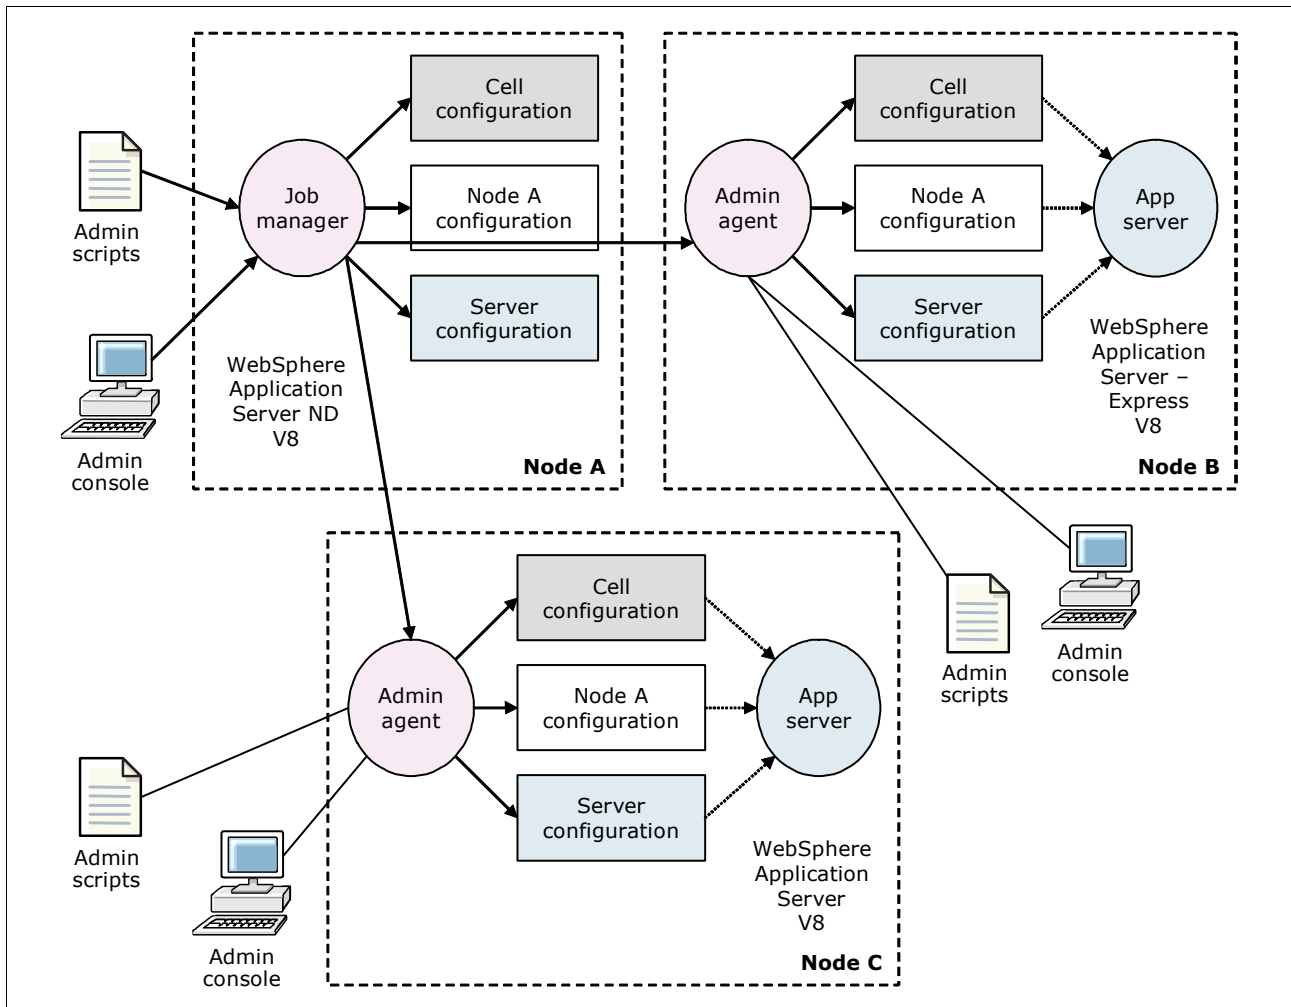 Cell
configuration
Job
manager
Node A
configuration
Server
configuration
Admin
scripts
Admin
console
WebSphere
Application
Server ND
V8
Node A
Cell
configuration
Admin
agent
Node A
configuration
App
server
Server
configuration
WebSphere
Application
Server –
Express
V8
Node B
Admin
scripts
Admin
console
Cell
configuration
Admin
agent
Node A
configuration
App
server
Server
configuration
Admin
scripts
Admin
console
WebSphere
Application
Server
V8
Node C